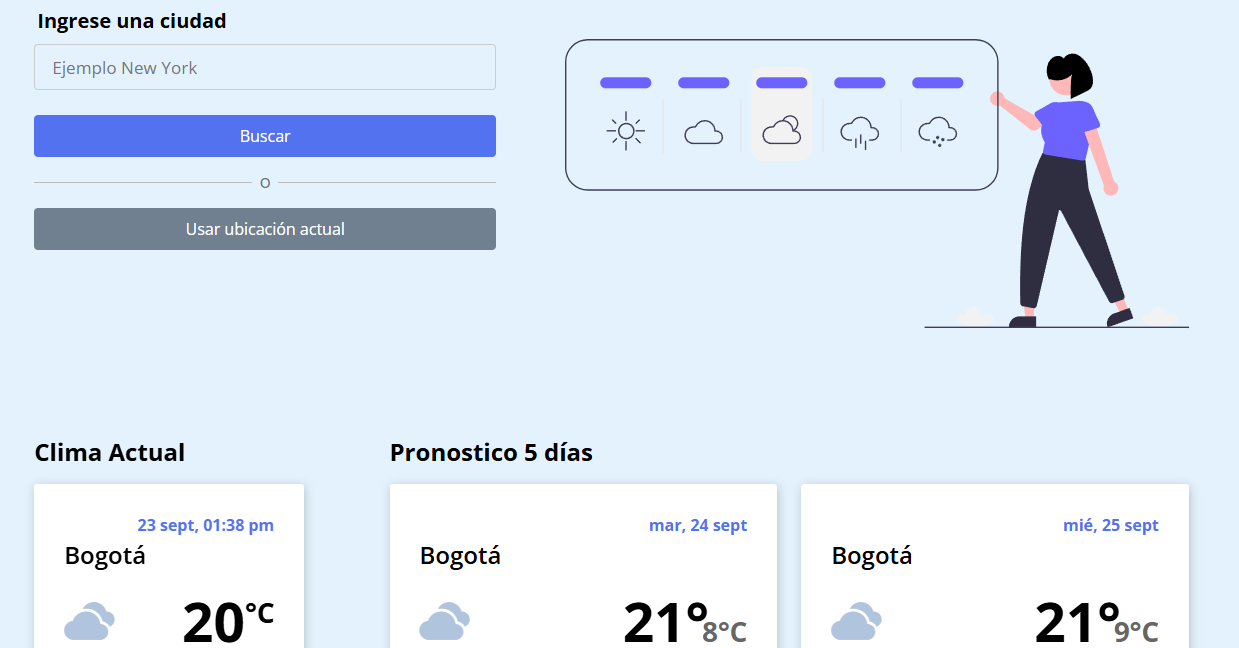 Ingrese una ciudad
Ejemplo New York
Buscar
O
Usar ubicación actual
Clima Actual
23 sept, 01:38 pm
Bogotá
20°C
Pronostico 5 días
mar, 24 sept
Bogotá
21°8°C
mié, 25 sept
Bogotá
21°9°C